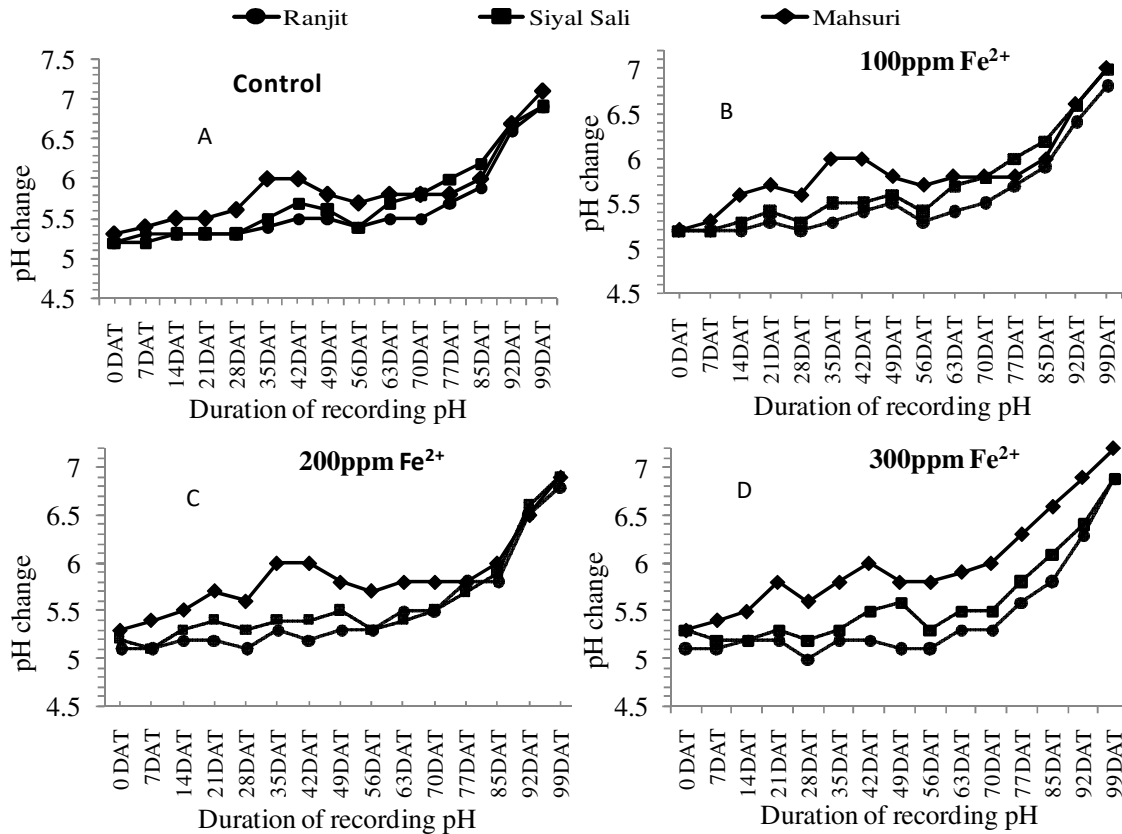 Ranjit Siyal Sali Mahsuri
Control
A
pH change
7.5
7
6.5
6
5.5
5
4.5
0DAT
7DAT
14DAT
21DAT
28DAT
35DAT
42DAT
49DAT
56DAT
63DAT
70DAT
77DAT
85DAT
92DAT
99DAT
Duration of recording pH
100ppm Fe²⁺
B
pH change
7
6.5
6
5.5
5
4.5
0DAT
7DAT
14DAT
21DAT
28DAT
35DAT
42DAT
49DAT
56DAT
63DAT
70DAT
77DAT
85DAT
92DAT
99DAT
Duration of recording pH
200ppm Fe²⁺
C
pH change
7
6.5
6
5.5
5
4.5
0DAT
7DAT
14DAT
21DAT
28DAT
35DAT
42DAT
49DAT
56DAT
63DAT
70DAT
77DAT
85DAT
92DAT
99DAT
Duration of recording pH
300ppm Fe²⁺
D
pH change
7
6.5
6
5.5
5
4.5
0DAT
7DAT
14DAT
21DAT
28DAT
35DAT
42DAT
49DAT
56DAT
63DAT
70DAT
77DAT
85DAT
92DAT
99DAT
Duration of recording pH